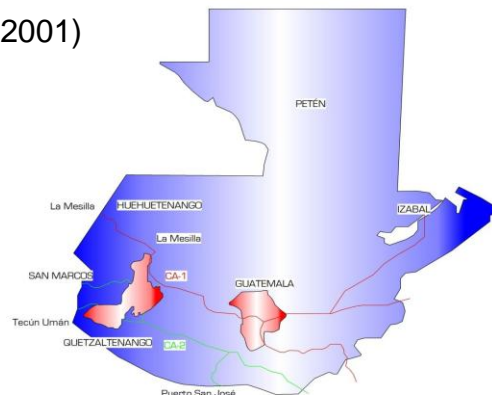 2001)
PETÉN
La Mesilla
HUEHUETENANGO
IZABAL
La Mesilla
SAN MARCOS
CA-1
GUATEMALA
Tecún Umán
QUETZALTENANGO
CA-2
Puerto San José